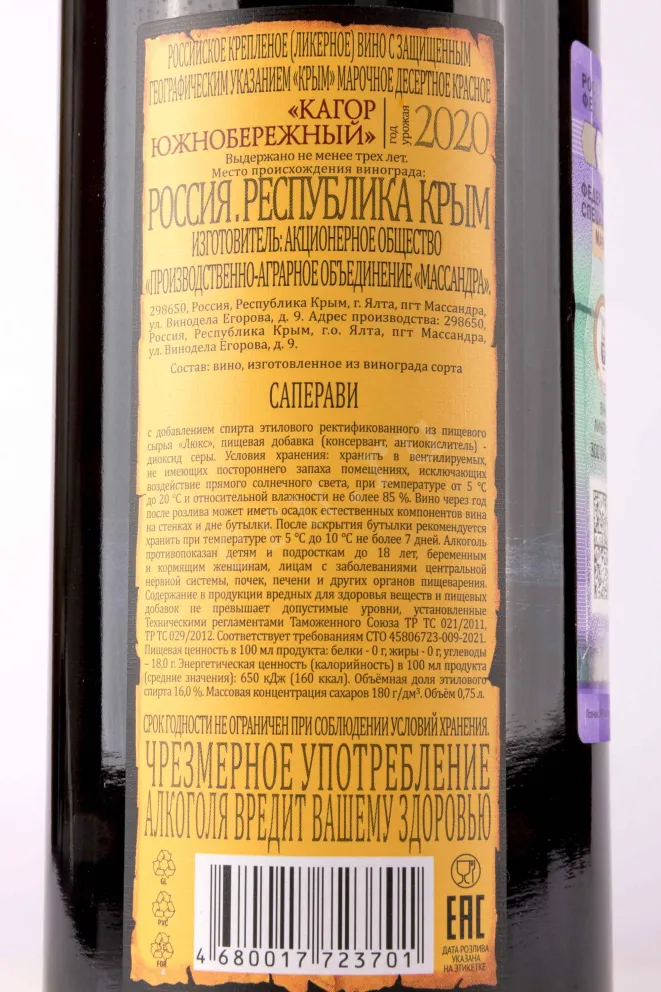 РОССИЙСКОЕ КРЕПЛЕНОЕ (ЛИКЕРНОЕ) ВИНО С ЗАЩИЩЕННЫМ
ГЕОГРАФИЧЕСКИМ УКАЗАНИЕМ «КРЫМ» МАРОЧНОЕ ДЕСЕРТНОЕ КРАСНОЕ
«КАГОР
ЮЖНОБЕРЕЖНЫЙ»
год
урожая
2020
Выдержано не менее трех лет.
Место происхождения винограда:
РОССИЯ. РЕСПУБЛИКА КРЫМ
ИЗГОТОВИТЕЛЬ: АКЦИОНЕРНОЕ ОБЩЕСТВО
«ПРОИЗВОДСТВЕННО-АГРАРНОЕ ОБЪЕДИНЕНИЕ «МАССАНДРА».
298650, Россия, Республика Крым, г. Ялта, пгт Массандра,
ул. Винодела Егорова, д. 9. Адрес производства: 298650,
Россия, Республика Крым, г.о. Ялта, пгт Массандра,
ул. Винодела Егорова, д. 9.
Состав: вино, изготовленное из винограда сорта
САПЕРАВИ
с добавлением спирта этилового ректификованного из пищевого
сырья «Люкс», пищевая добавка (консервант, антиокислитель) -
диоксид серы. Условия хранения: хранить в вентилируемых,
не имеющих постороннего запаха помещениях, исключающих
воздействие прямого солнечного света, при температуре от 5 °С
до 20 °С и относительной влажности не более 85 %. Вино через год
после розлива может иметь осадок естественных компонентов вина
на стенках и дне бутылки. После вскрытия бутылки рекомендуется
хранить при температуре от 5 °С до 10 °С не более 7 дней. Алкоголь
противопоказан детям и подросткам до 18 лет, беременным
и кормящим женщинам, лицам с заболеваниями центральной
нервной системы, почек, печени и других органов пищеварения.
Содержание в продукции вредных для здоровья веществ и пищевых
добавок не превышает допустимые уровни, установленные
Техническими регламентами Таможенного Союза ТР ТС 021/2011,
ТР ТС 029/2012. Соответствует требованиям СТО 45806723-009-2021.
Пищевая ценность в 100 мл продукта: белки - 0 г, жиры - 0 г, углеводы
- 18,0 г. Энергетическая ценность (калорийность) в 100 мл продукта
(средние значения): 650 кДж (160 ккал). Объёмная доля этилового
спирта 16,0 %. Массовая концентрация сахаров 180 г/дм³. Объём 0,75 л.
СРОК ГОДНОСТИ НЕ ОГРАНИЧЕН ПРИ СОБЛЮДЕНИИ УСЛОВИЙ ХРАНЕНИЯ.
ЧРЕЗМЕРНОЕ УПОТРЕБЛЕНИЕ
АЛКОГОЛЯ ВРЕДИТ ВАШЕМУ ЗДОРОВЬЮ
GL
PVC
FOR
4 680017 723701
ЕАС
ДАТА РОЗЛИВА
УКАЗАНА
НА ЭТИКЕТКЕ